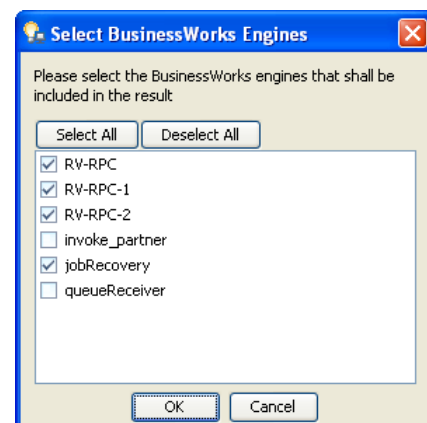 Select BusinessWorks Engines
Please select the BusinessWorks engines that shall be
included in the result
Select All Deselect All
RV-RPC
RV-RPC-1
RV-RPC-2
invoke_partner
jobRecovery
queueReceiver
OK Cancel